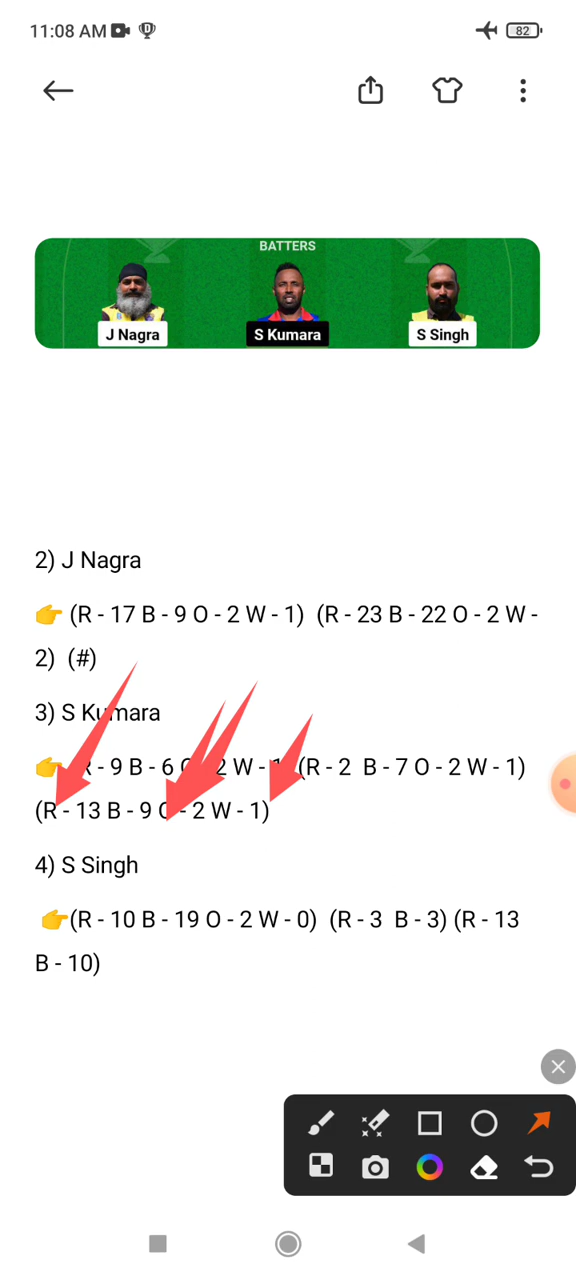 11:08 AM
82
BATTERS
J Nagra
S Kumara
S Singh
2) J Nagra
👉 (R - 17 B - 9 O - 2 W - 1) (R - 23 B - 22 O - 2 W -
2) (#)
3) S Kumara
👉 R - 9 B - 6 2 W - (R - 2 B - 7 O - 2 W - 1)
(R - 13 B - 9 O - 2 W - 1)
4) S Singh
👉(R - 10 B - 19 O - 2 W - 0) (R - 3 B - 3) (R - 13
B - 10)